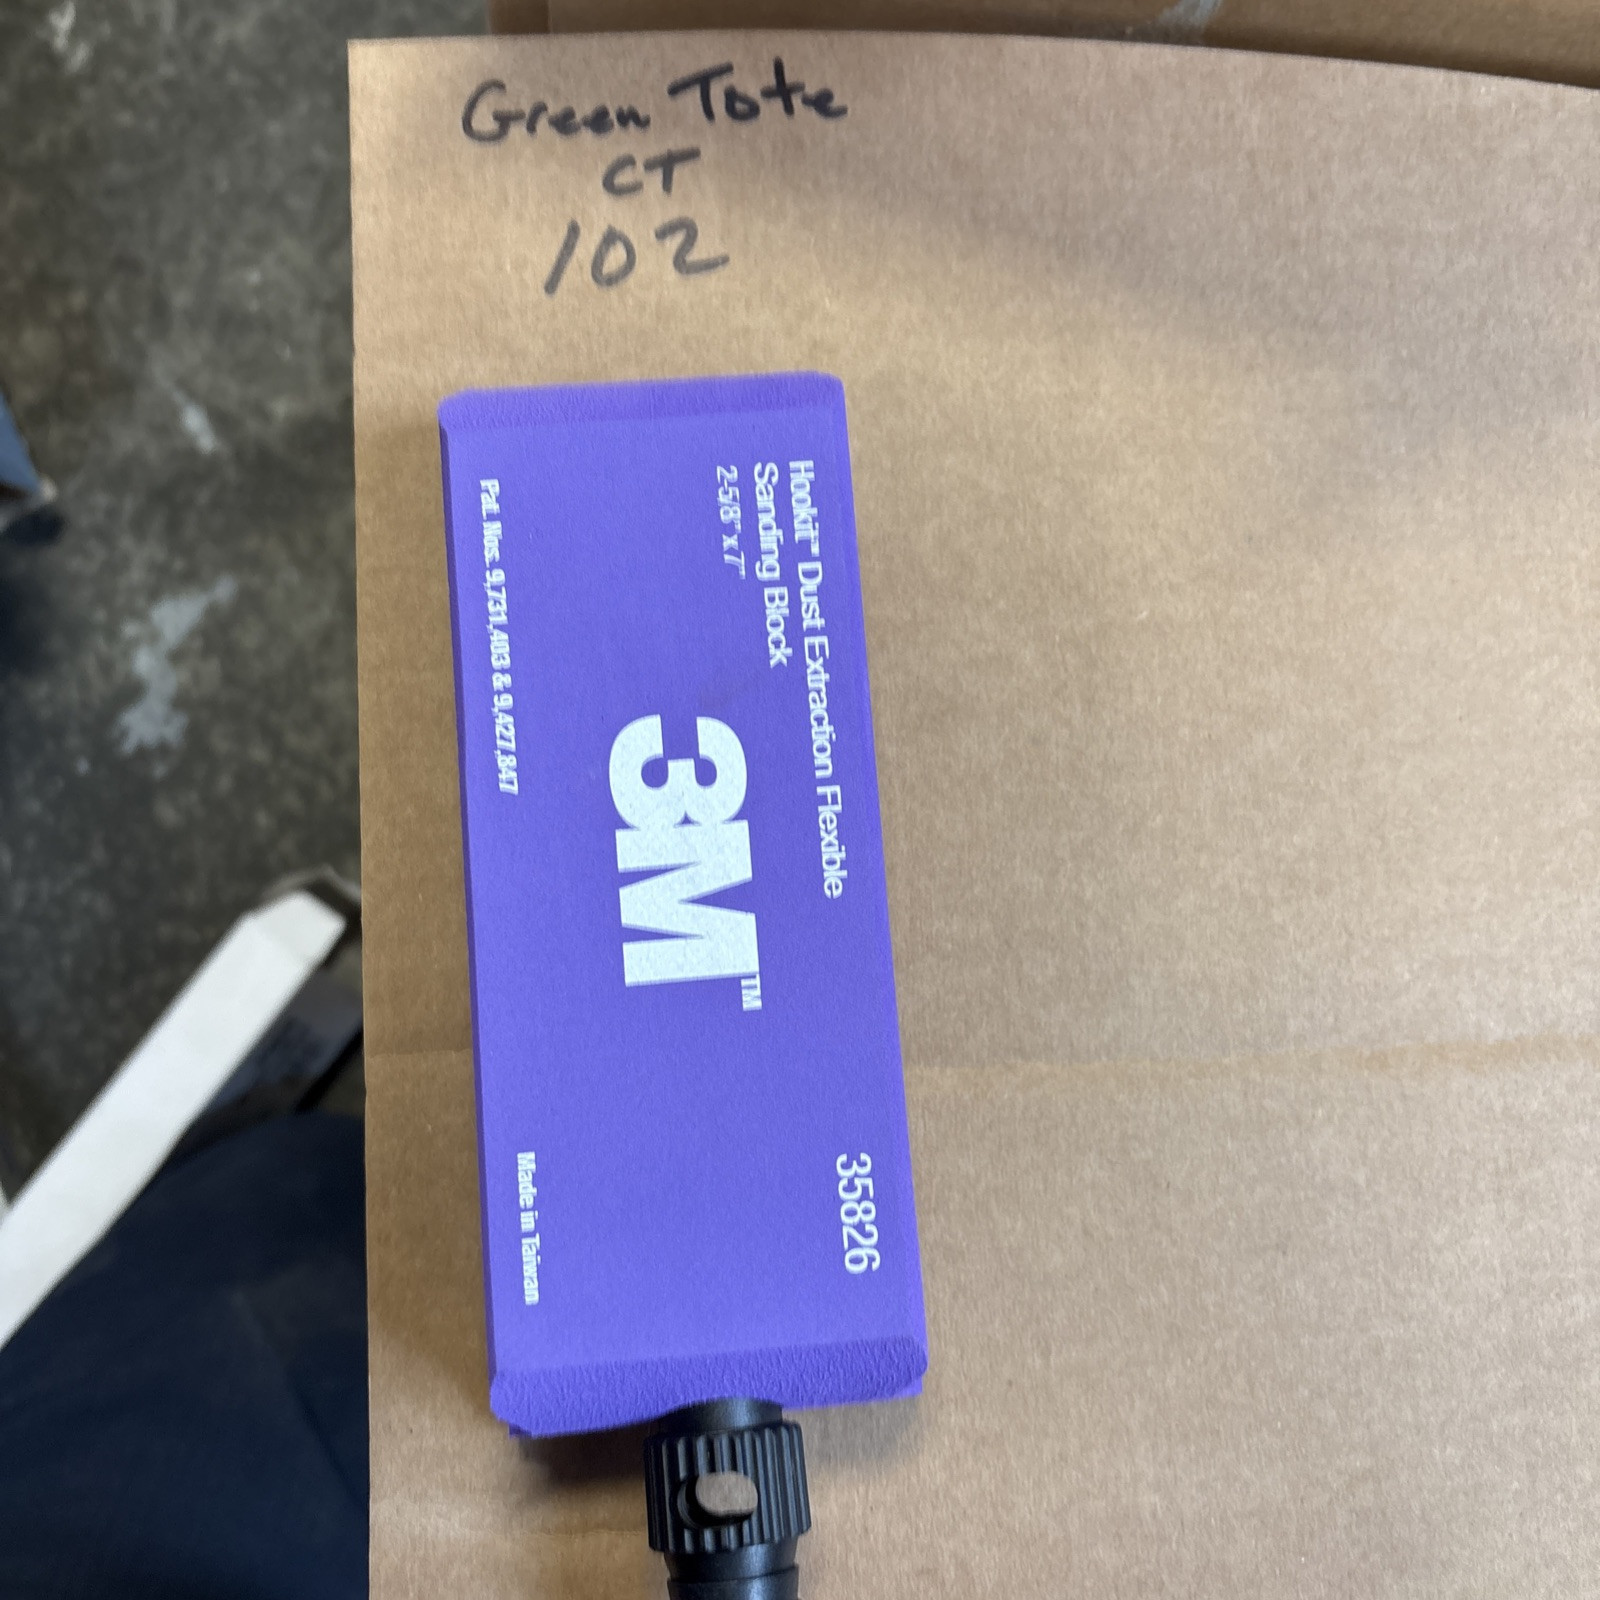 Green Tote
CT
102
Hookit™ Dust Extraction Flexible
Sanding Block
2-5/8" x 7"
35826
3M™
Pat. Nos. 9,731,403 & 9,427,847
Made in Taiwan